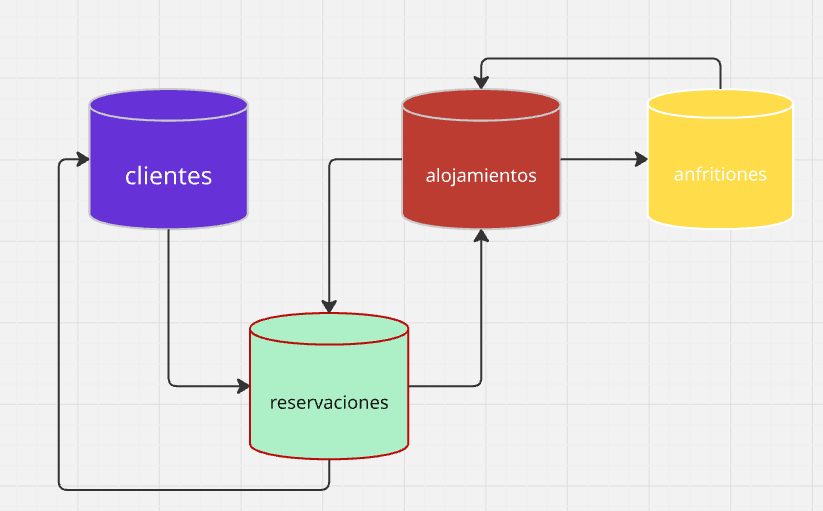 clientes
alojamientos
anfritiones
reservaciones